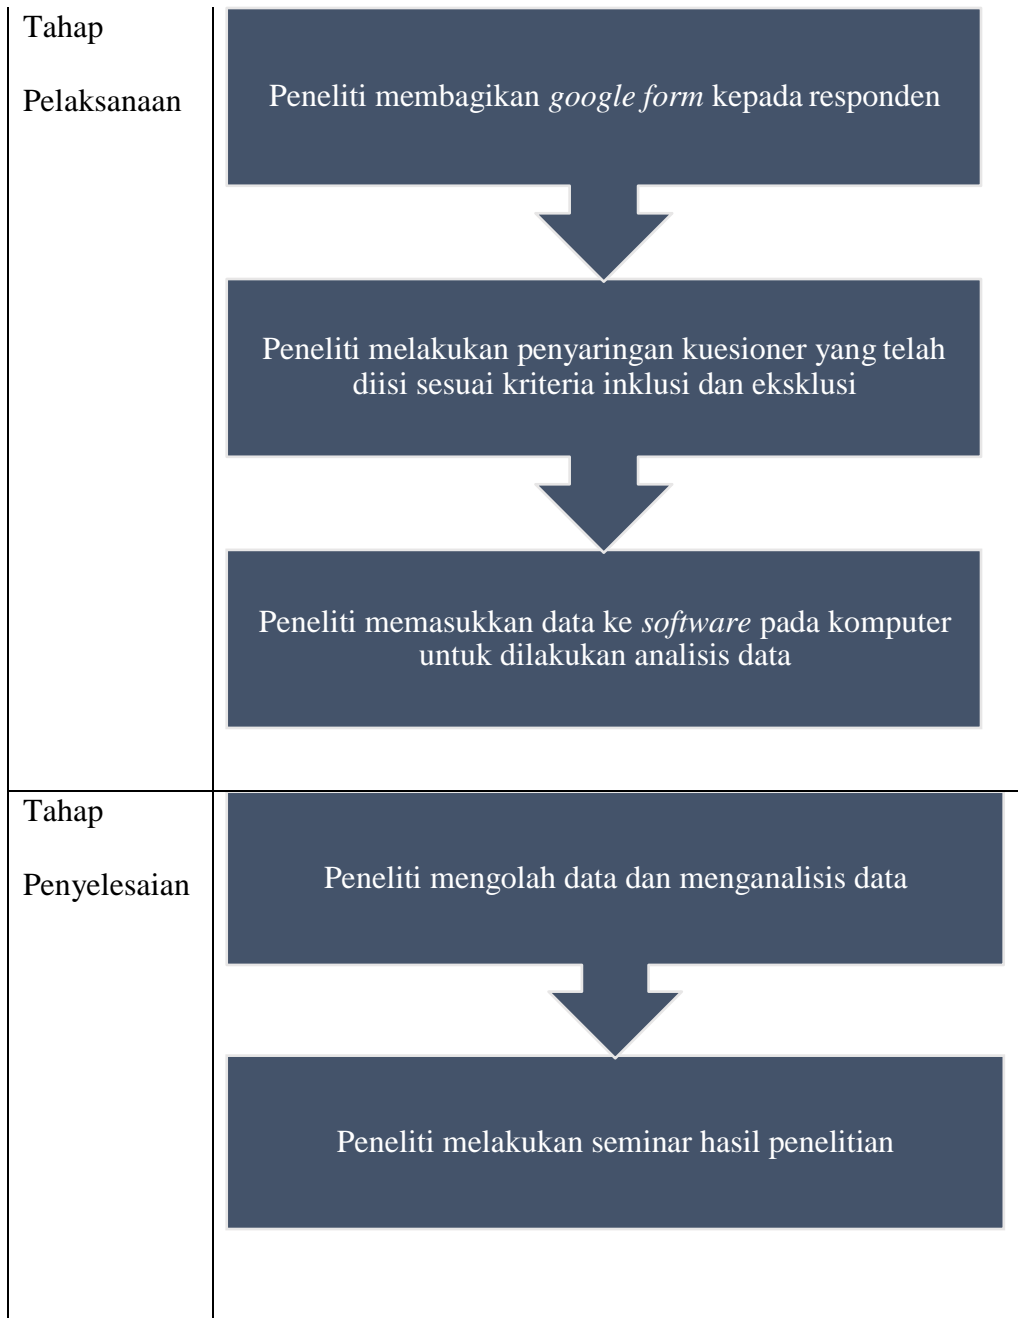 Tahap
Pelaksanaan
Peneliti membagikan google form kepada responden
Peneliti melakukan penyaringan kuesioner yang telah
diisi sesuai kriteria inklusi dan eksklusi
Peneliti memasukkan data ke software pada komputer
untuk dilakukan analisis data
Tahap
Penyelesaian
Peneliti mengolah data dan menganalisis data
Peneliti melakukan seminar hasil penelitian